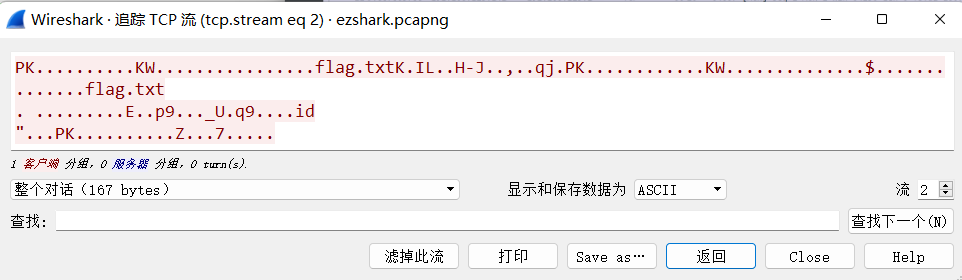 Wireshark · 追踪 TCP 流 (tcp.stream eq 2) · ezshark.pcapng
PK..........KW................flag.txtK.IL..H-J..,..qj.PK............KW..............$.......
.......flag.txt
. .........E..p9..._U.q9....id
"...PK..........Z...7.....
1 客户端 分组, 0 服务器 分组, 0 turn(s).
整个对话（167 bytes） 显示和保存数据为 ASCII 流 2
查找: 查找下一个(N)
滤掉此流 打印 Save as… 返回 Close Help